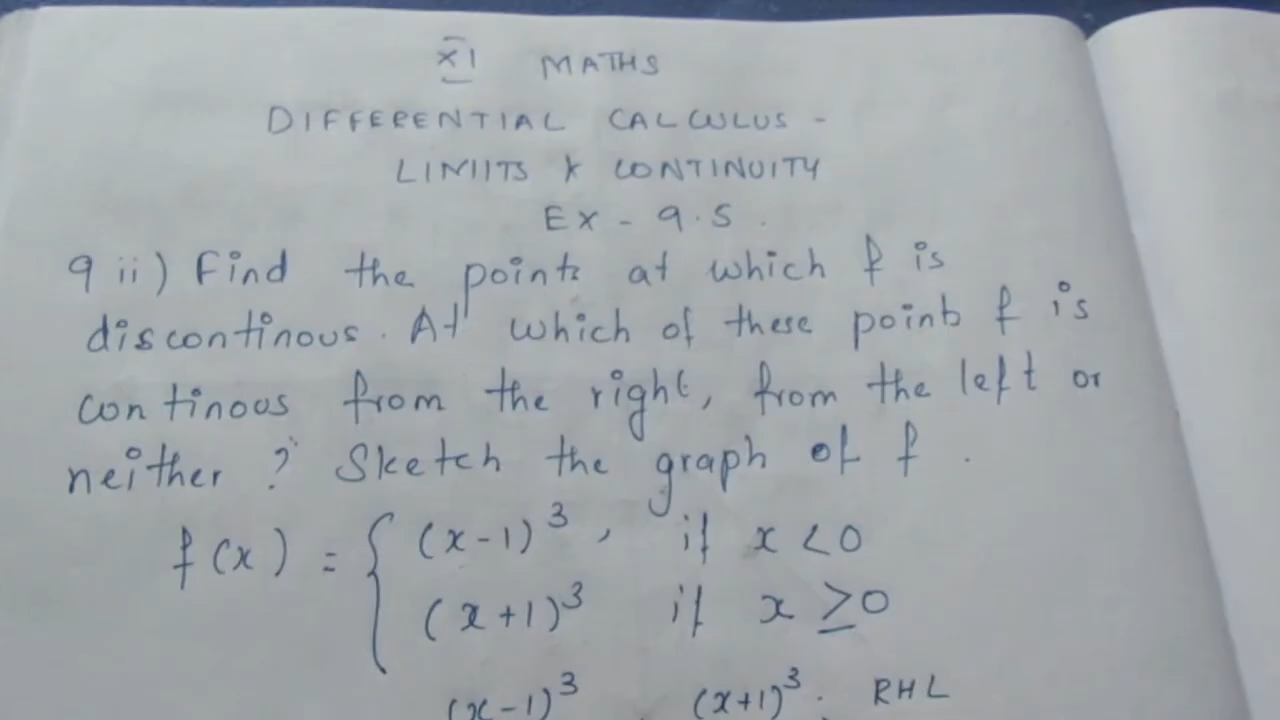 XI MATHS
DIFFERENTIAL CALCULUS -
LIMITS & CONTINUITY
EX - 9.5.
9 ii) Find the points at which f is
discontinous. At which of these points f is
continous from the right, from the left or
neither? Sketch the graph of f.
f(x) = { (x-1)^3, if x < 0
(x+1)^3 if x ≥ 0
(x-1)^3 (x+1)^3. RHL